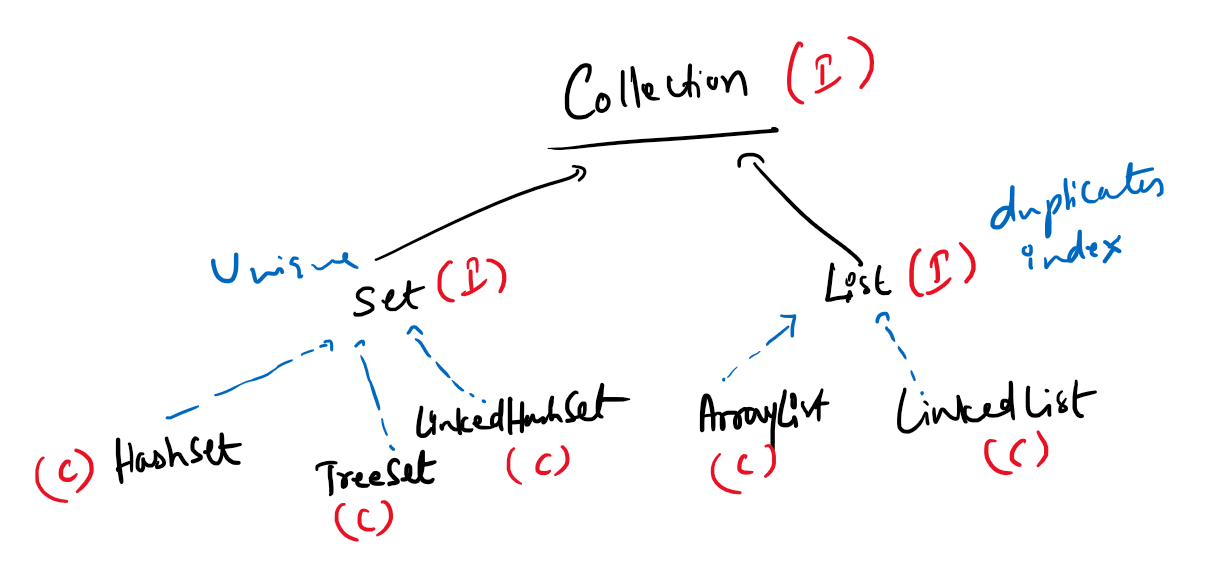 Collection (I)
duplicates
index
Unique
Set (I)
List (I)
HashSet (C)
TreeSet (C)
LinkedHashSet (C)
ArrayList (C)
LinkedList (C)